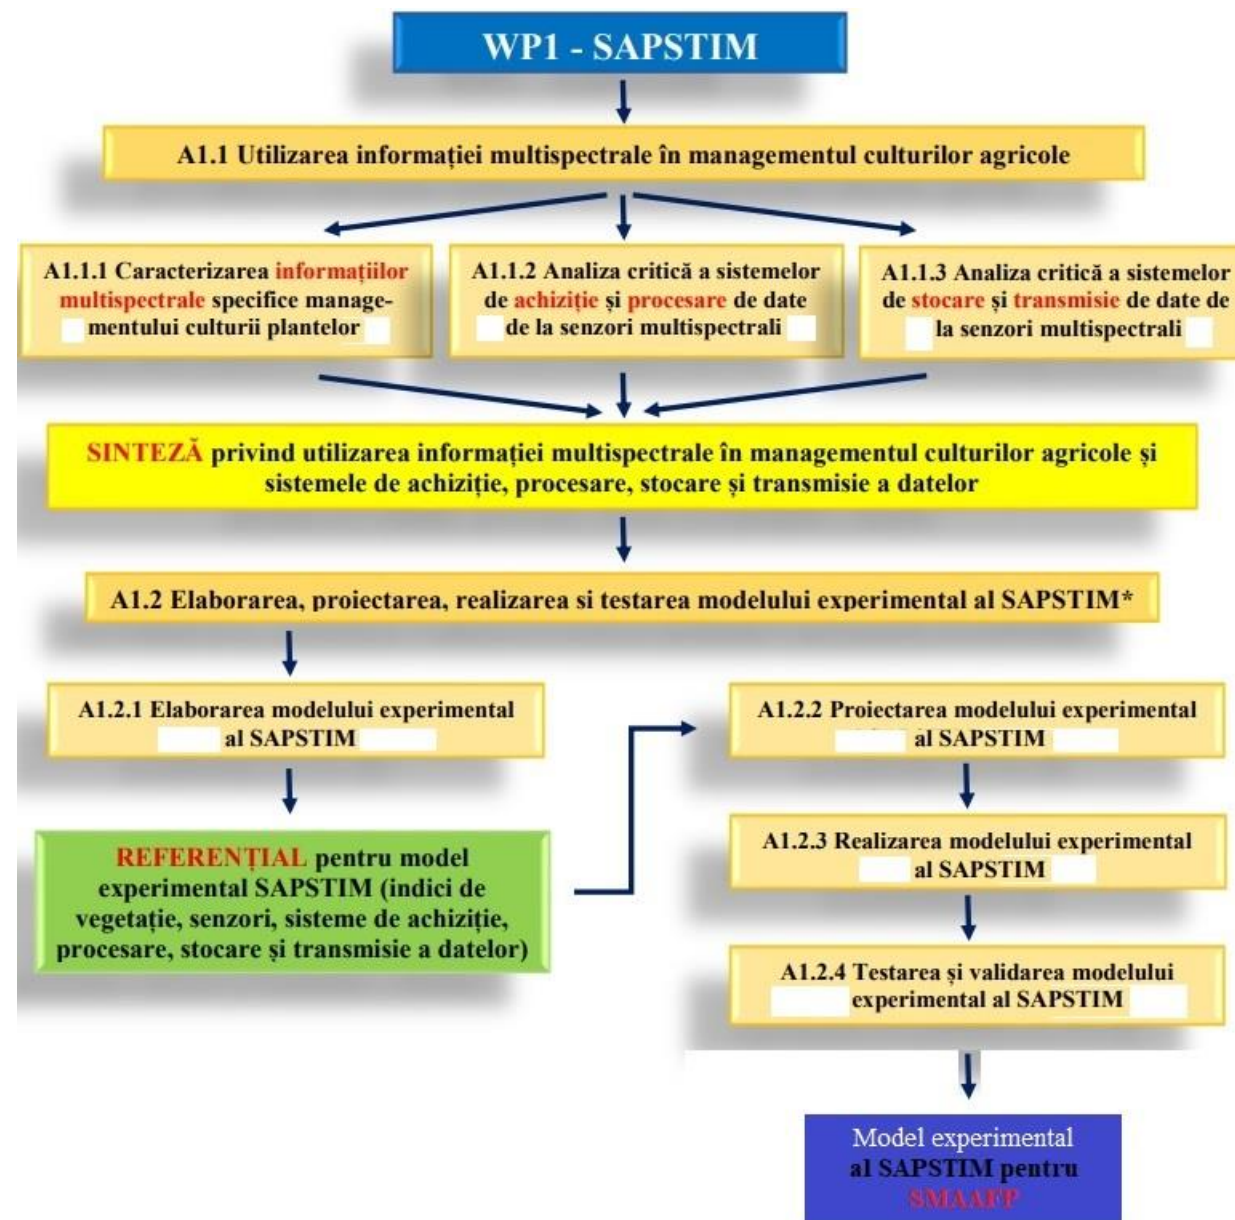 WP1 - SAPSTIM
A1.1 Utilizarea informației multispectrale în managementul culturilor agricole
A1.1.1 Caracterizarea informațiilor
multispectrale specifice manage-
mentului culturii plantelor
A1.1.2 Analiza critică a sistemelor
de achiziție și procesare de date
de la senzori multispectrali
A1.1.3 Analiza critică a sistemelor
de stocare și transmisie de date de
la senzori multispectrali
SINTEZĂ privind utilizarea informației multispectrale în managementul culturilor agricole și
sistemele de achiziție, procesare, stocare și transmisie a datelor
A1.2 Elaborarea, proiectarea, realizarea si testarea modelului experimental al SAPSTIM*
A1.2.1 Elaborarea modelului experimental
al SAPSTIM
REFERENȚIAL pentru model
experimental SAPSTIM (indici de
vegetație, senzori, sisteme de achiziție,
procesare, stocare și transmisie a datelor)
A1.2.2 Proiectarea modelului experimental
al SAPSTIM
A1.2.3 Realizarea modelului experimental
al SAPSTIM
A1.2.4 Testarea și validarea modelului
experimental al SAPSTIM
Model experimental
al SAPSTIM pentru
SMAAFP